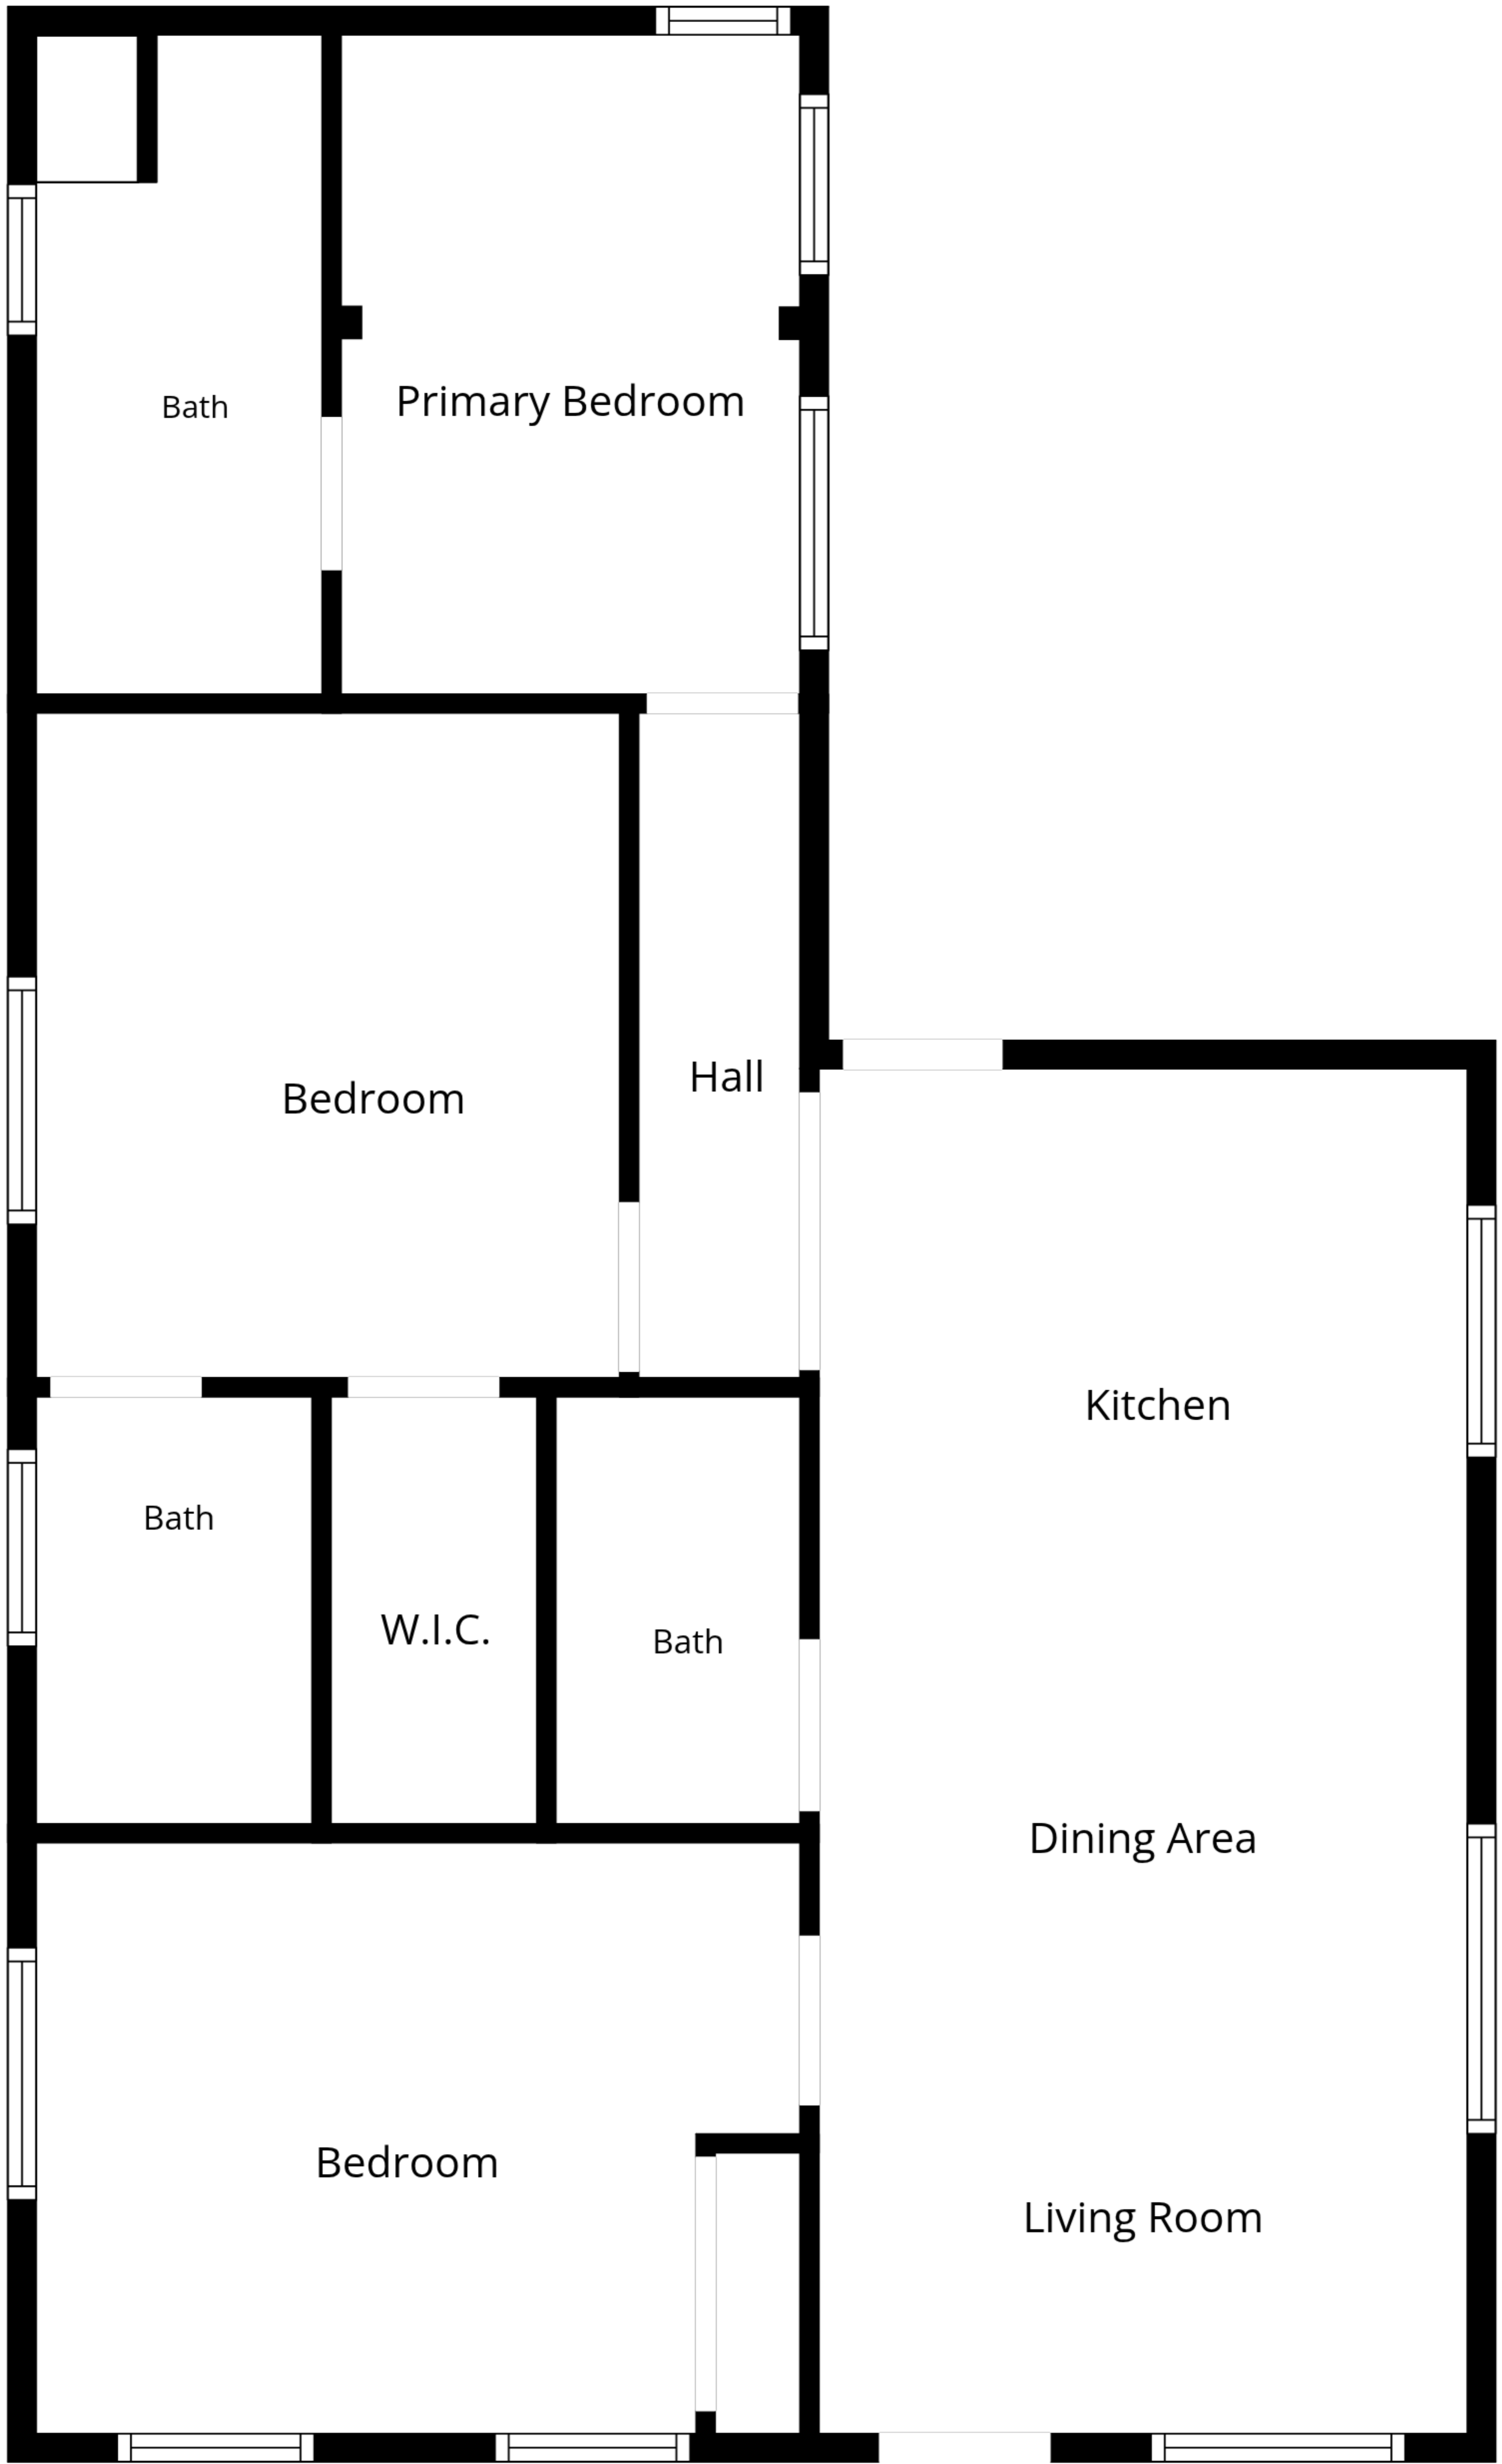 Bath
Primary Bedroom
Hall
Bedroom
Kitchen
Bath
W.I.C.
Bath
Dining Area
Bedroom
Living Room